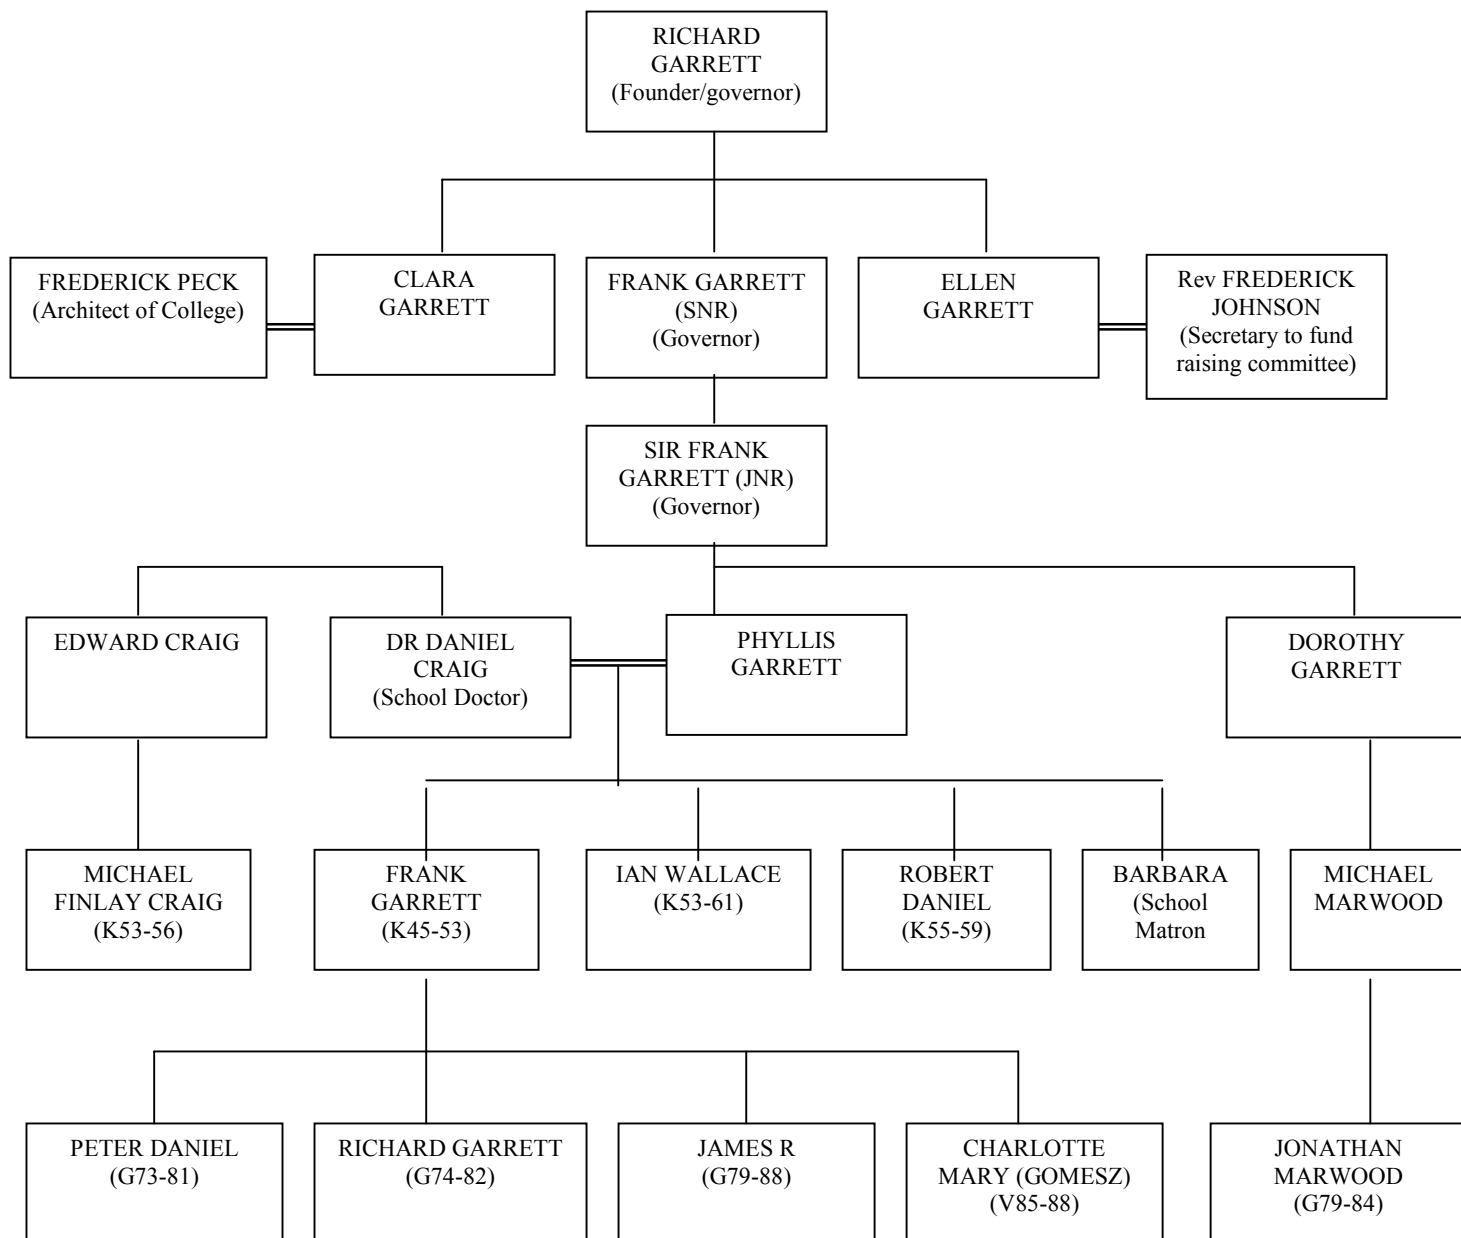 RICHARD
GARRETT
(Founder/governor)
FREDERICK PECK
(Architect of College)
CLARA
GARRETT
FRANK GARRETT
(SNR)
(Governor)
ELLEN
GARRETT
Rev FREDERICK
JOHNSON
(Secretary to fund
raising committee)
SIR FRANK
GARRETT (JNR)
(Governor)
EDWARD CRAIG
DR DANIEL
CRAIG
(School Doctor)
PHYLLIS
GARRETT
DOROTHY
GARRETT
MICHAEL
FINLAY CRAIG
(K53-56)
FRANK
GARRETT
(K45-53)
IAN WALLACE
(K53-61)
ROBERT
DANIEL
(K55-59)
BARBARA
(School
Matron
MICHAEL
MARWOOD
PETER DANIEL
(G73-81)
RICHARD GARRETT
(G74-82)
JAMES R
(G79-88)
CHARLOTTE
MARY (GOMESZ)
(V85-88)
JONATHAN
MARWOOD
(G79-84)